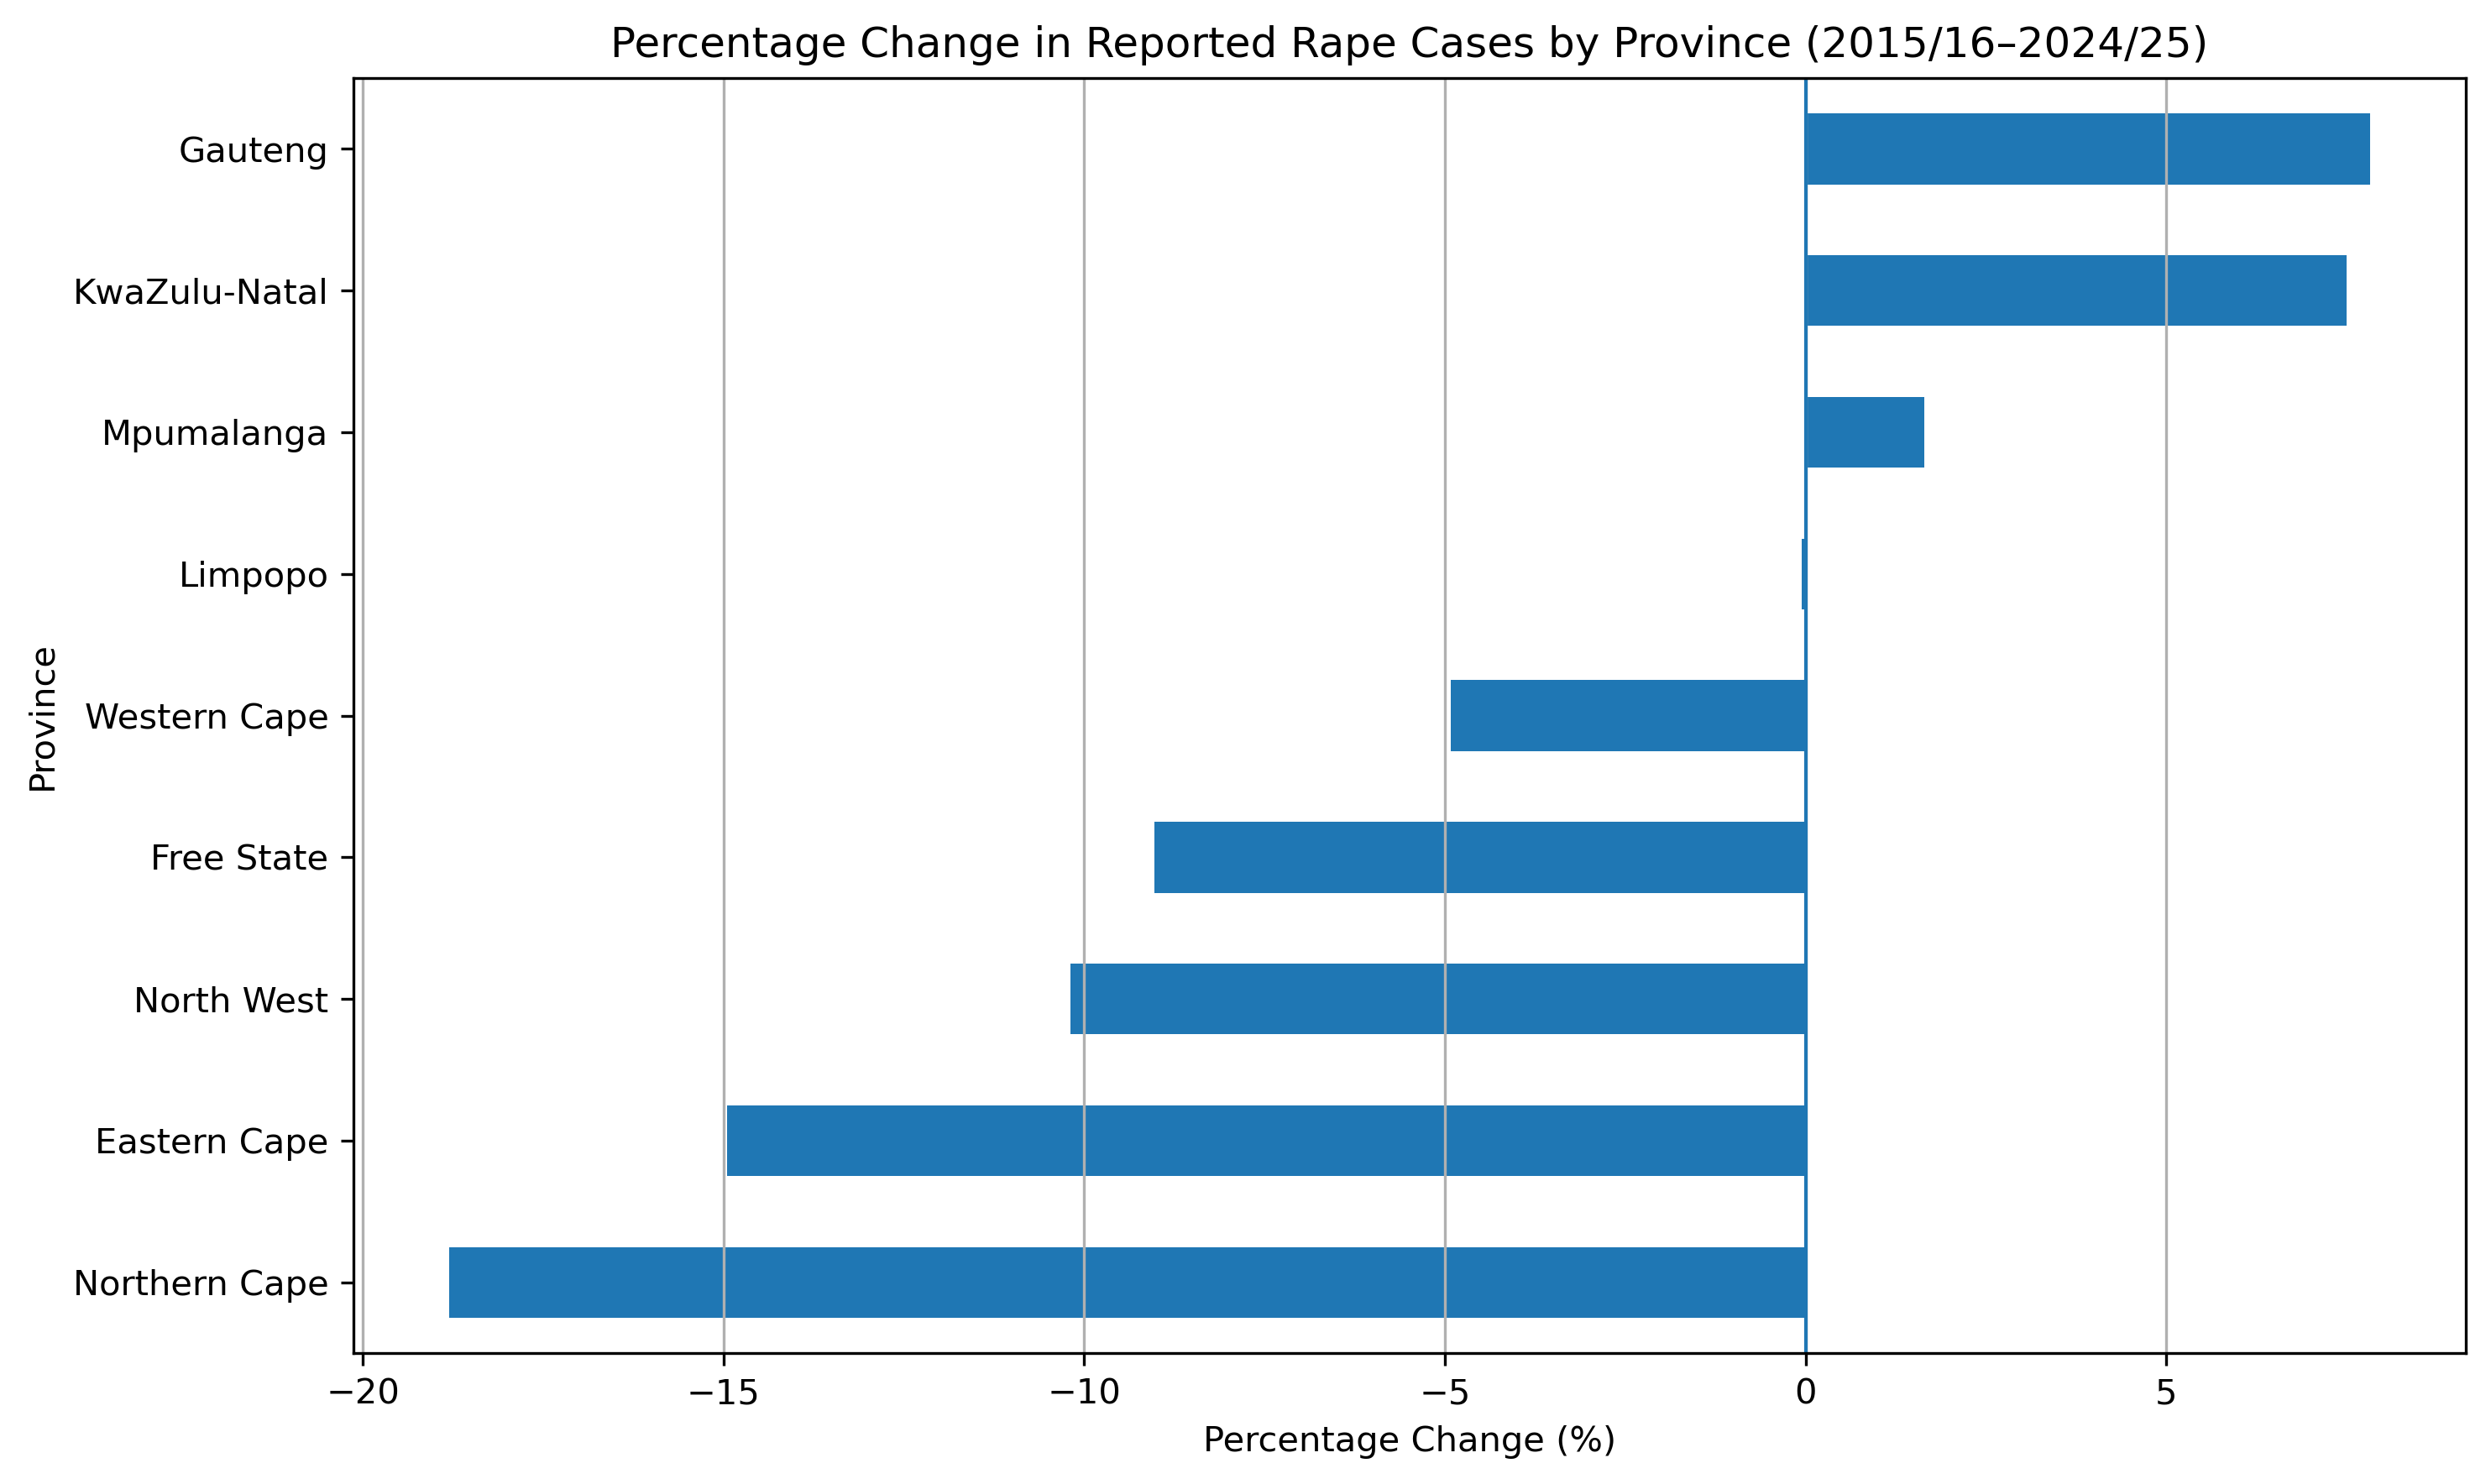 Percentage Change in Reported Rape Cases by Province (2015/16–2024/25)
Gauteng
KwaZulu-Natal
Mpumalanga
Limpopo
Western Cape
Free State
North West
Eastern Cape
Northern Cape
Province
−20
−15
−10
−5
0
5
Percentage Change (%)